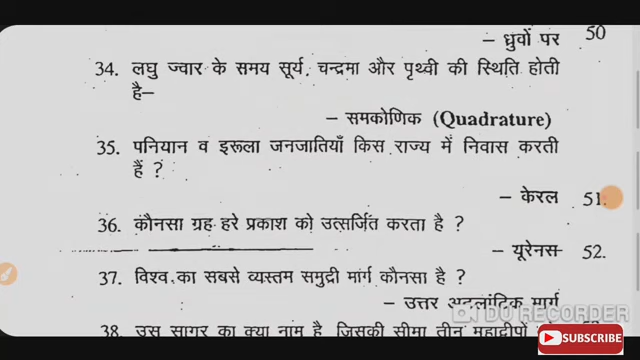 – ध्रुवों पर
50
34. लघु ज्वार के समय सूर्य, चन्द्रमा और पृथ्वी की स्थिति होती
है–
– समकोणिक (Quadrature)
35. पनियान व इरूला जनजातियाँ किस राज्य में निवास करती
हैं ?
– केरल
51.
36. कौनसा ग्रह हरे प्रकाश को उत्सर्जित करता है ?
– यूरेनस
52.
37. विश्व का सबसे व्यस्तम समुद्री मार्ग कौनसा है ?
– उत्तर अटलांटिक मार्ग
DU RECORDER
38. उस सागर का क्या नाम है, जिसकी सीमा तीन महाद्वीपों
SUBSCRIBE